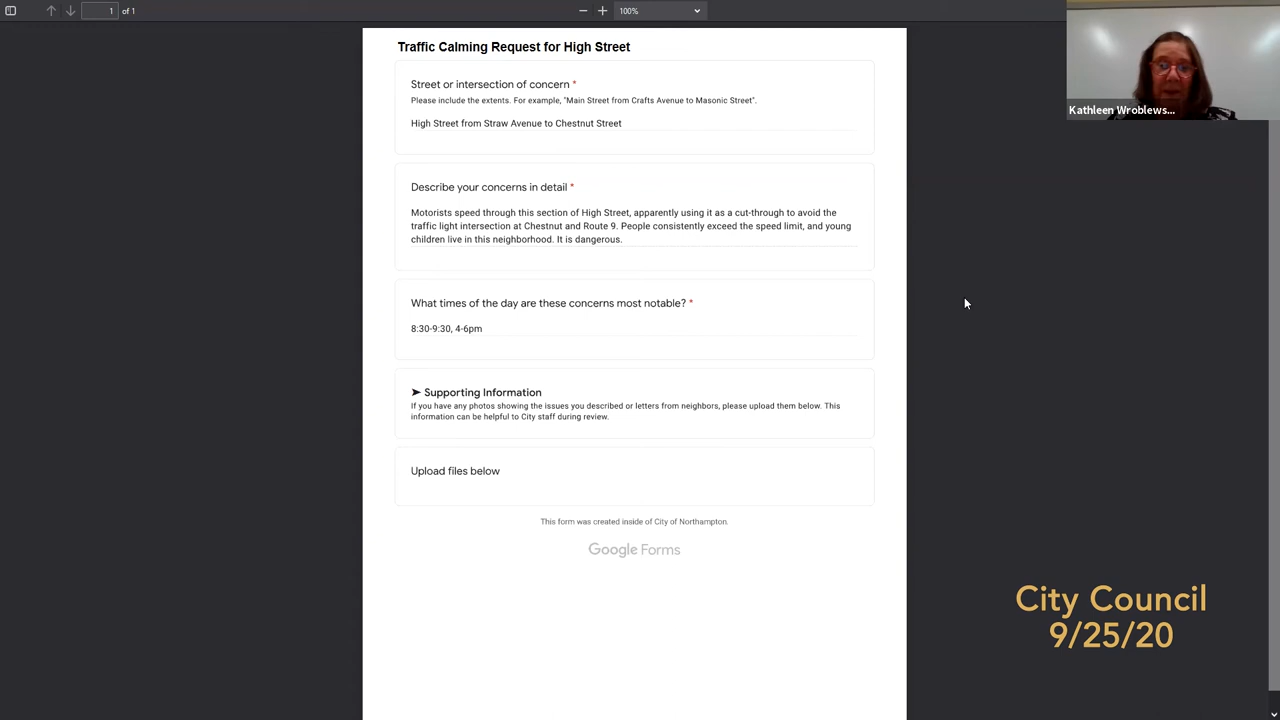 1 of 1
100%
Traffic Calming Request for High Street
Street or intersection of concern *
Please include the extents. For example, "Main Street from Crafts Avenue to Masonic Street".
High Street from Straw Avenue to Chestnut Street
Describe your concerns in detail *
Motorists speed through this section of High Street, apparently using it as a cut-through to avoid the
traffic light intersection at Chestnut and Route 9. People consistently exceed the speed limit, and young
children live in this neighborhood. It is dangerous.
What times of the day are these concerns most notable? *
8:30-9:30, 4-6pm
➤ Supporting Information
If you have any photos showing the issues you described or letters from neighbors, please upload them below. This
information can be helpful to City staff during review.
Upload files below
This form was created inside of City of Northampton.
Google Forms
Kathleen Wroblews...
City Council
9/25/20